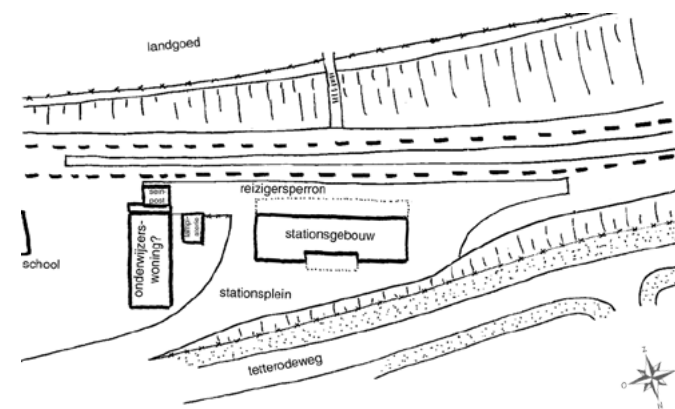 landgoed
reizigersperron
sein-
post
stationsgebouw
onderwijzers-
woning?
school
stationsplein
tetterodeweg
Z
O
N